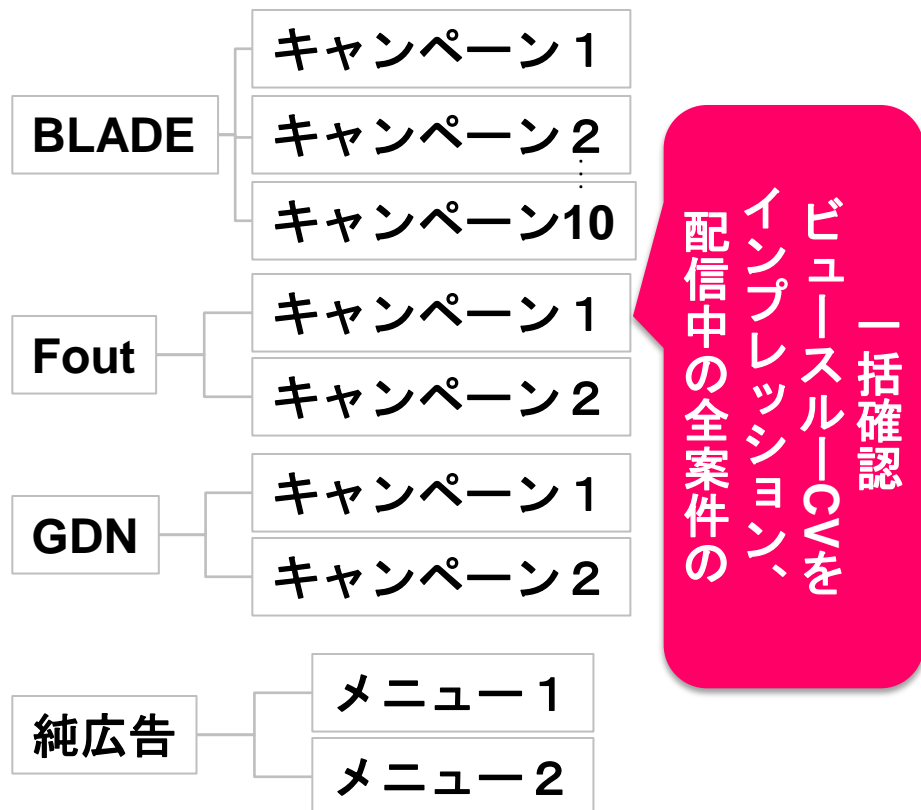 BLADE
キャンペーン１
キャンペーン２
⋮
キャンペーン10
Fout
キャンペーン１
キャンペーン２
GDN
キャンペーン１
キャンペーン２
純広告
メニュー１
メニュー２
配信中の全案件の
インプレッション、
ビュースルーCVを
一括確認